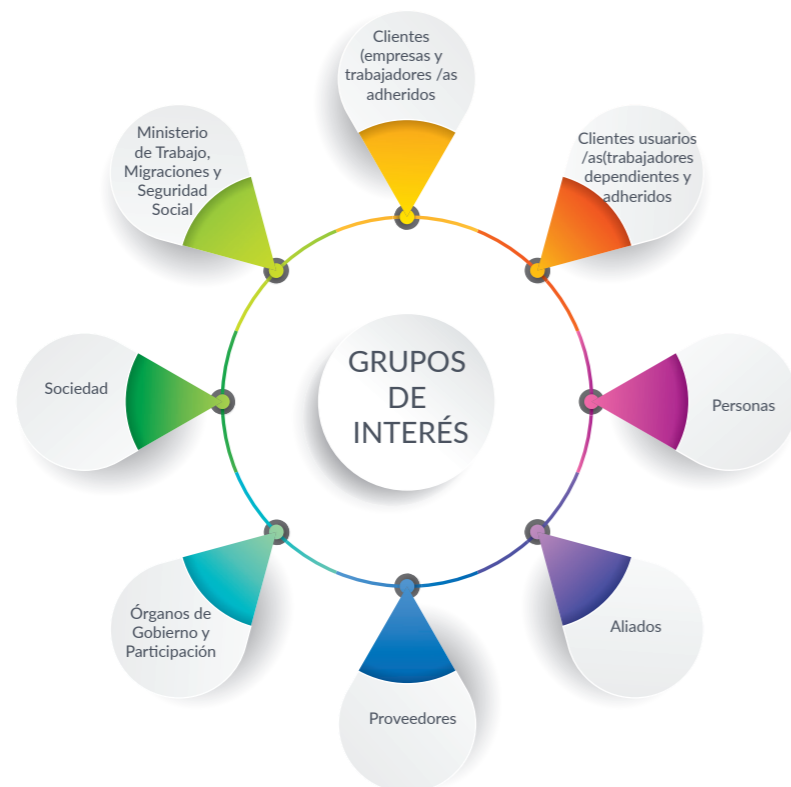 Clientes
(empresas y
trabajadores /as
adheridos
Clientes usuarios
/as(trabajadores
dependientes y
adheridos
Personas
Aliados
Proveedores
Órganos de
Gobierno y
Participación
Sociedad
Ministerio
de Trabajo,
Migraciones y
Seguridad
Social
GRUPOS
DE
INTERÉS